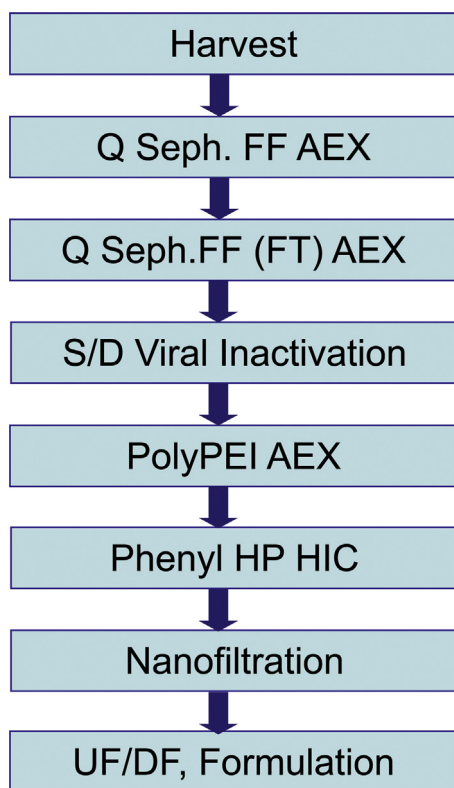 Harvest
Q Seph. FF AEX
Q Seph.FF (FT) AEX
S/D Viral Inactivation
PolyPEI AEX
Phenyl HP HIC
Nanofiltration
UF/DF, Formulation